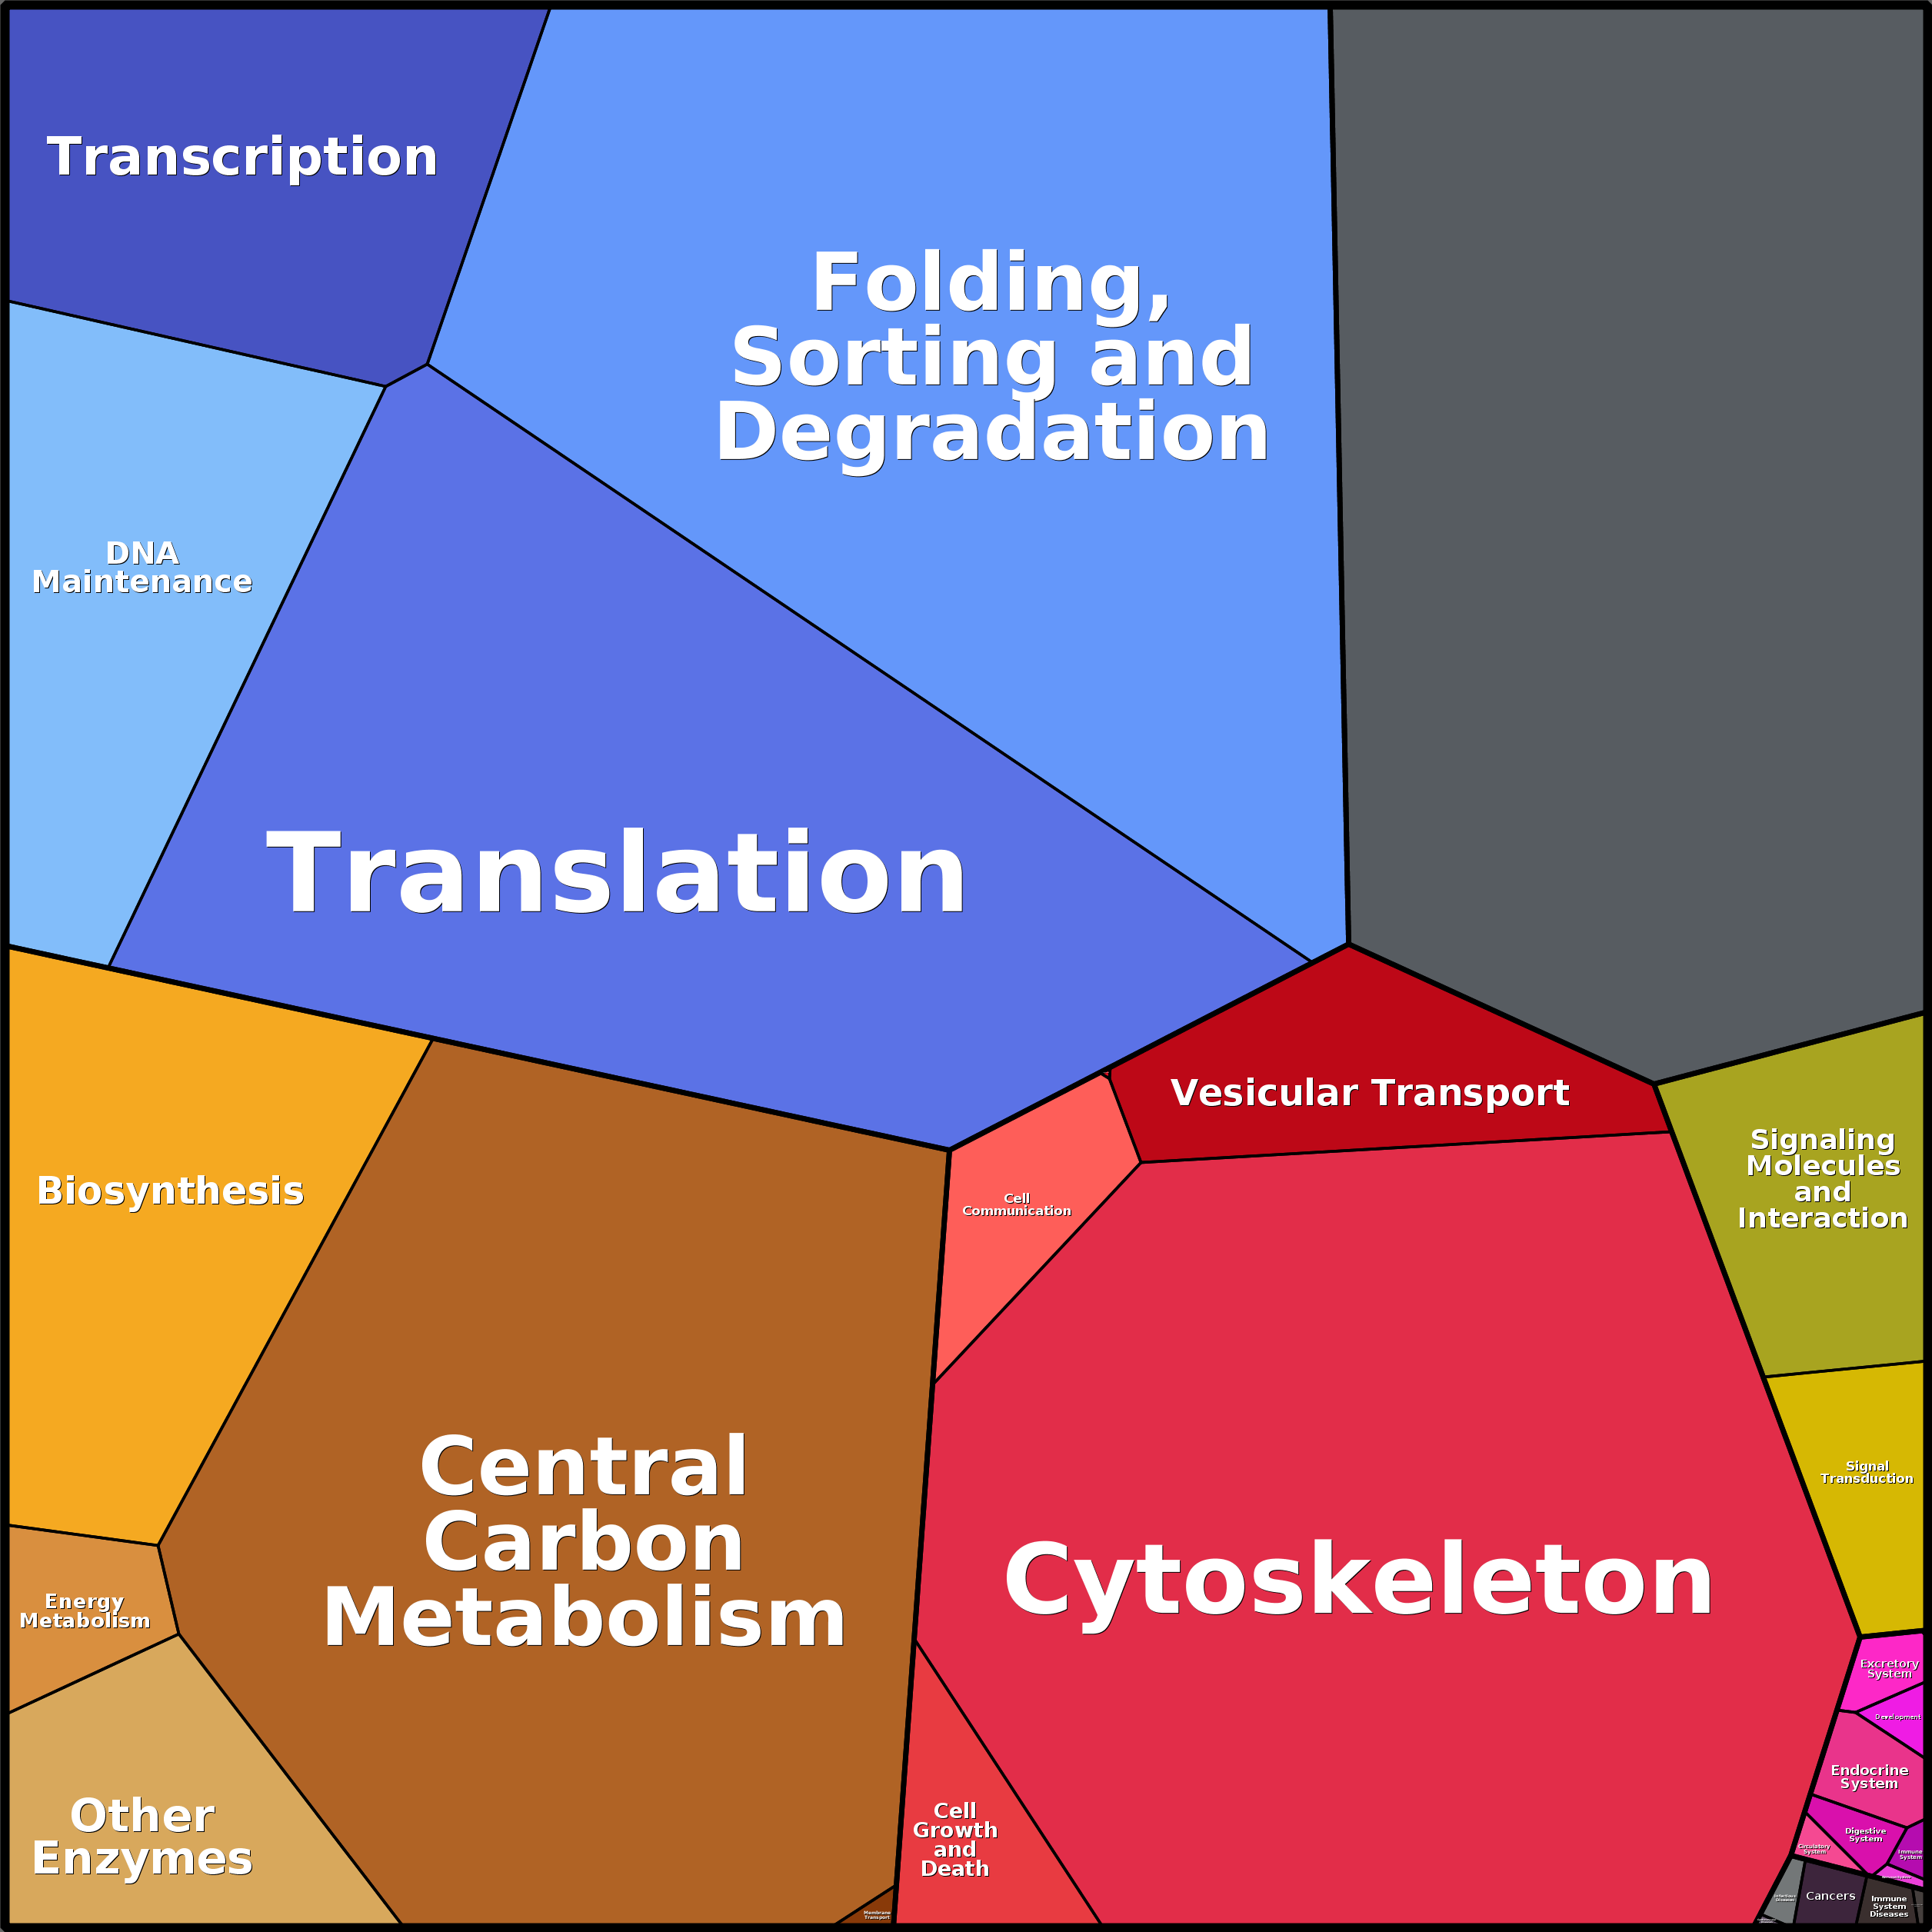 Transcription
Folding,
Sorting and
Degradation
DNA
Maintenance
Translation
Vesicular Transport
Signaling
Molecules
and
Interaction
Biosynthesis
Cell
Communication
Central
Carbon
Metabolism
Signal
Transduction
Cytoskeleton
Energy
Metabolism
Other
Enzymes
Cell
Growth
and
Death
Membrane
Transport
Excretory
System
Development
Endocrine
System
Digestive
System
Circulatory
System
Immune
System
Infectious
Diseases
Cancers
Immune
System
Diseases